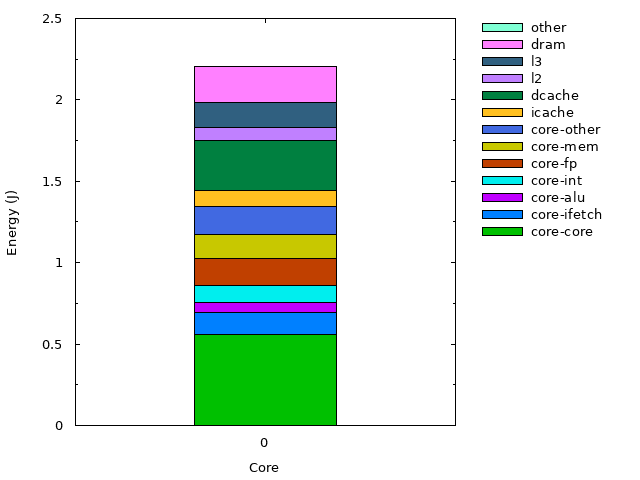 2.5
2
1.5
1
0.5
0
Energy (J)
0
Core
other
dram
l3
l2
dcache
icache
core-other
core-mem
core-fp
core-int
core-alu
core-ifetch
core-core